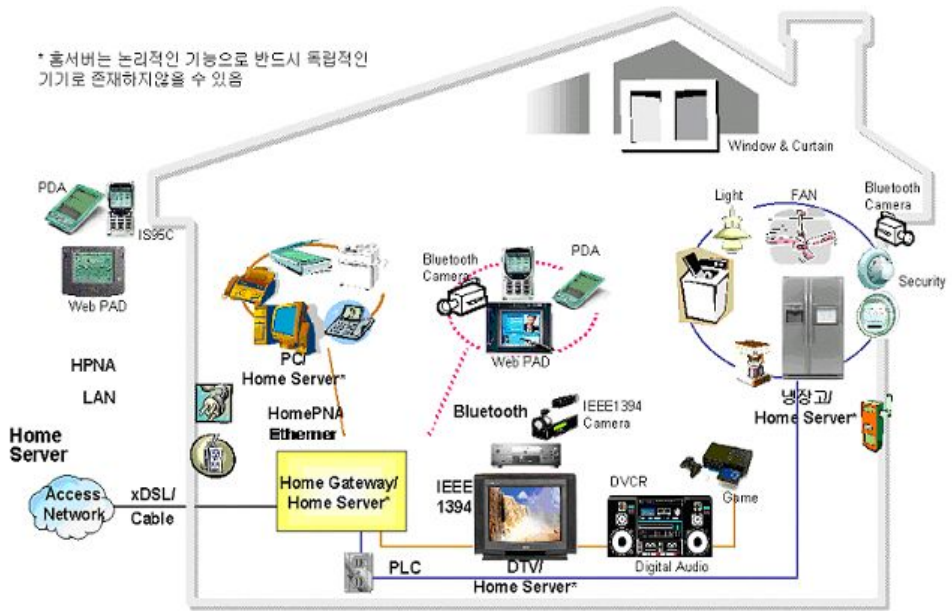 * 홈서버는 논리적인 기능으로 반드시 독립적인
기기로 존재하지않을 수 있음
Window & Curtain
PDA
IS95C
Web PAD
Bluetooth
Camera
PDA
Web PAD
Light
FAN
Bluetooth
Camera
Security
PC/
Home Server*
HPNA
LAN
냉장고/
Home Server*
HomePNA
Etherner
Bluetooth
IEEE1394
Camera
Home
Server
Access
Network
xDSL/
Cable
Home Gateway/
Home Server*
IEEE
1394
DVCR
Game
PLC
DTV/
Home Server*
Digital Audio